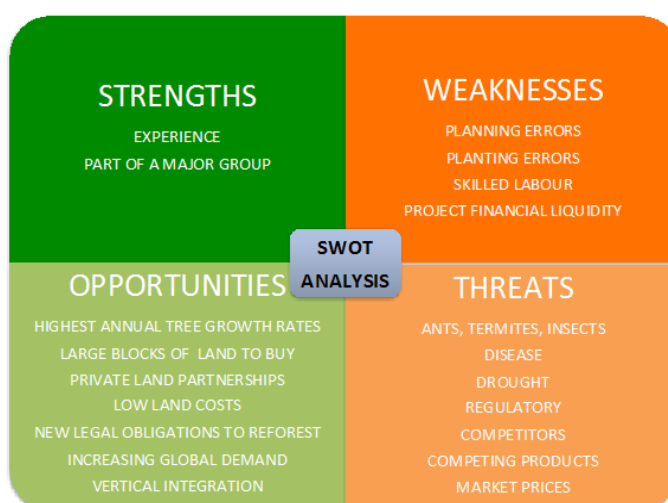 STRENGTHS
EXPERIENCE
PART OF A MAJOR GROUP
WEAKNESSES
PLANNING ERRORS
PLANTING ERRORS
SKILLED LABOUR
PROJECT FINANCIAL LIQUIDITY
SWOT
ANALYSIS
OPPORTUNITIES
HIGHEST ANNUAL TREE GROWTH RATES
LARGE BLOCKS OF LAND TO BUY
PRIVATE LAND PARTNERSHIPS
LOW LAND COSTS
NEW LEGAL OBLIGATIONS TO REFOREST
INCREASING GLOBAL DEMAND
VERTICAL INTEGRATION
THREATS
ANTS, TERMITES, INSECTS
DISEASE
DROUGHT
REGULATORY
COMPETITORS
COMPETING PRODUCTS
MARKET PRICES